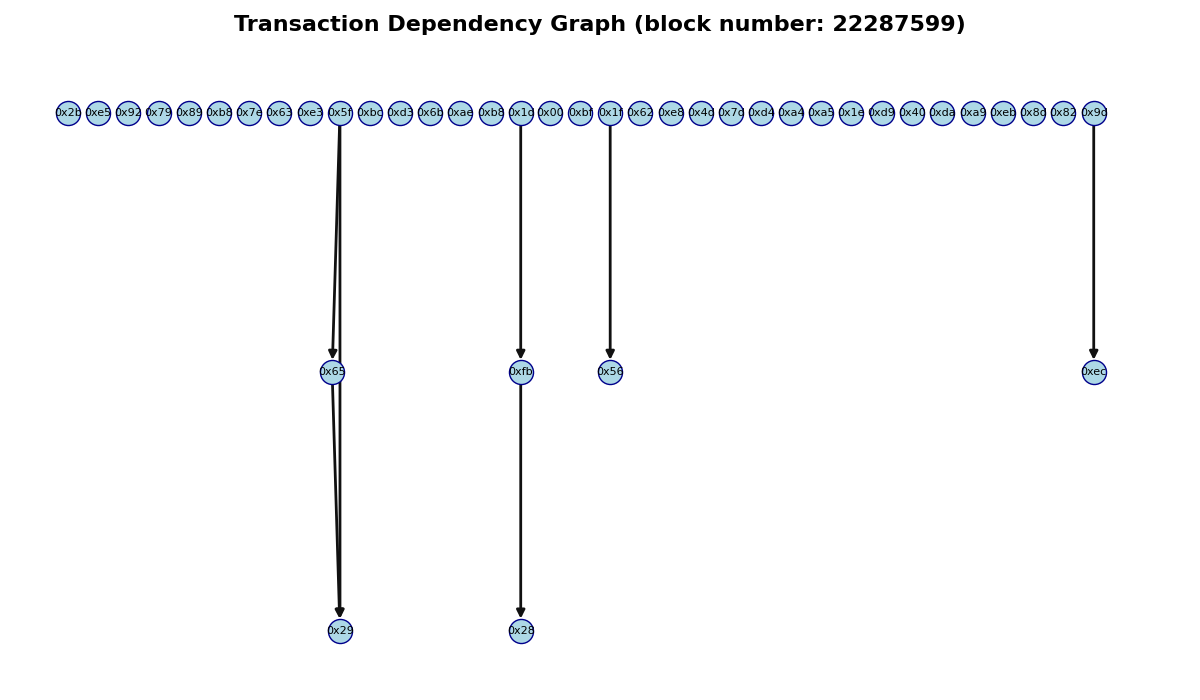 Transaction Dependency Graph (block number: 22287599)
0x2b 0xe5 0x92 0x79 0x89 0xb8 0x7e 0x63 0xe3 0x5f 0xbc 0xd3 0x6b 0xae 0xb8 0x1d 0x00 0xbf 0x1f 0x62 0xe8 0x4d 0x7d 0xd4 0xa4 0xa5 0x1e 0xd9 0x40 0xda 0xa9 0xeb 0x8d 0x82 0x9d
0x65 0xfb 0x56 0xec
0x29 0x28